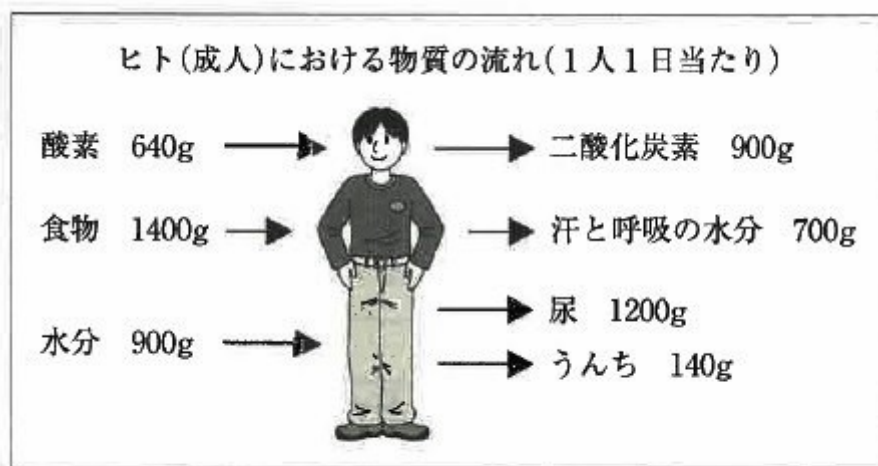 ヒト(成人)における物質の流れ(1人1日当たり)
酸素 640g
食物 1400g
水分 900g
二酸化炭素 900g
汗と呼吸の水分 700g
尿 1200g
うんち 140g